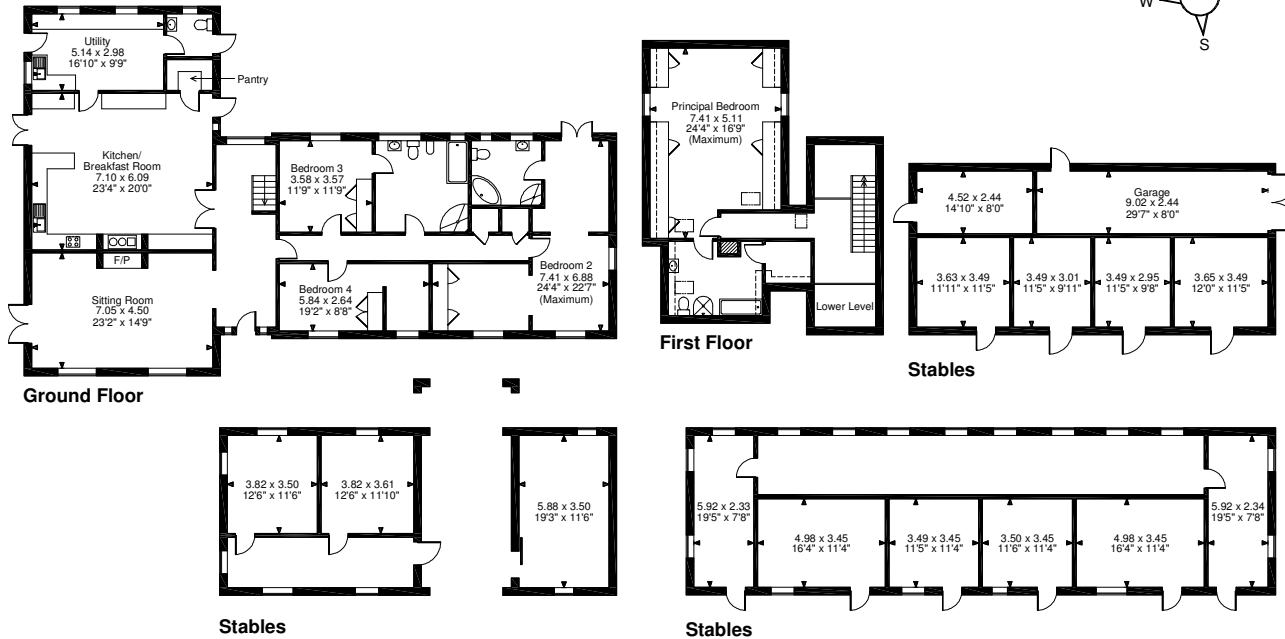 W
S
Utility
5.14 x 2.98
16'10" x 9'9"
Pantry
Kitchen/
Breakfast Room
7.10 x 6.09
23'4" x 20'0"
F/P
Sitting Room
7.05 x 4.50
23'2" x 14'9"
Bedroom 3
3.58 x 3.57
11'9" x 11'9"
Bedroom 4
5.84 x 2.64
19'2" x 8'8"
Bedroom 2
7.41 x 6.88
24'4" x 22'7"
(Maximum)
Ground Floor
Principal Bedroom
7.41 x 5.11
24'4" x 16'9"
(Maximum)
Lower Level
First Floor
4.52 x 2.44
14'10" x 8'0"
Garage
9.02 x 2.44
29'7" x 8'0"
3.63 x 3.49
11'11" x 11'5"
3.49 x 3.01
11'5" x 9'11"
3.49 x 2.95
11'5" x 9'8"
3.65 x 3.49
12'0" x 11'5"
Stables
3.82 x 3.50
12'6" x 11'6"
3.82 x 3.61
12'6" x 11'10"
5.88 x 3.50
19'3" x 11'6"
Stables
5.92 x 2.33
19'5" x 7'8"
4.98 x 3.45
16'4" x 11'4"
3.49 x 3.45
11'5" x 11'4"
3.50 x 3.45
11'6" x 11'4"
4.98 x 3.45
16'4" x 11'4"
5.92 x 2.34
19'5" x 7'8"
Stables